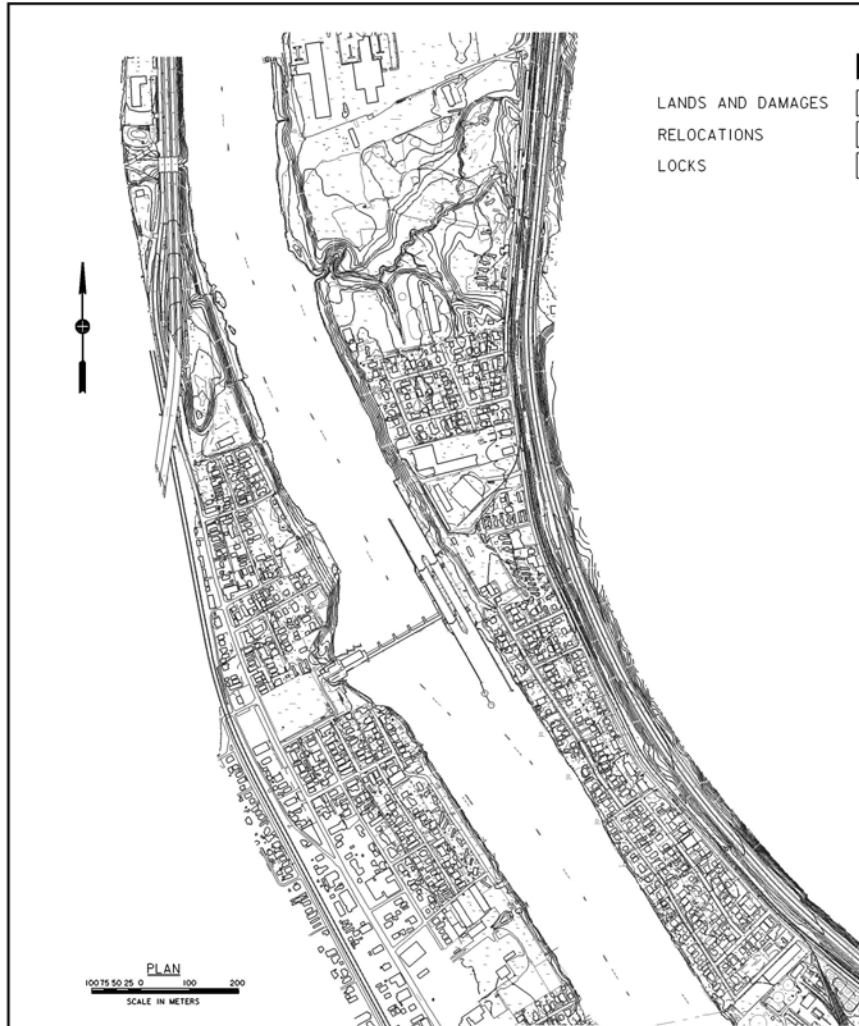 LANDS AND DAMAGES
RELOCATIONS
LOCKS
PLAN
100 75 50 25 0 100 200
SCALE IN METERS